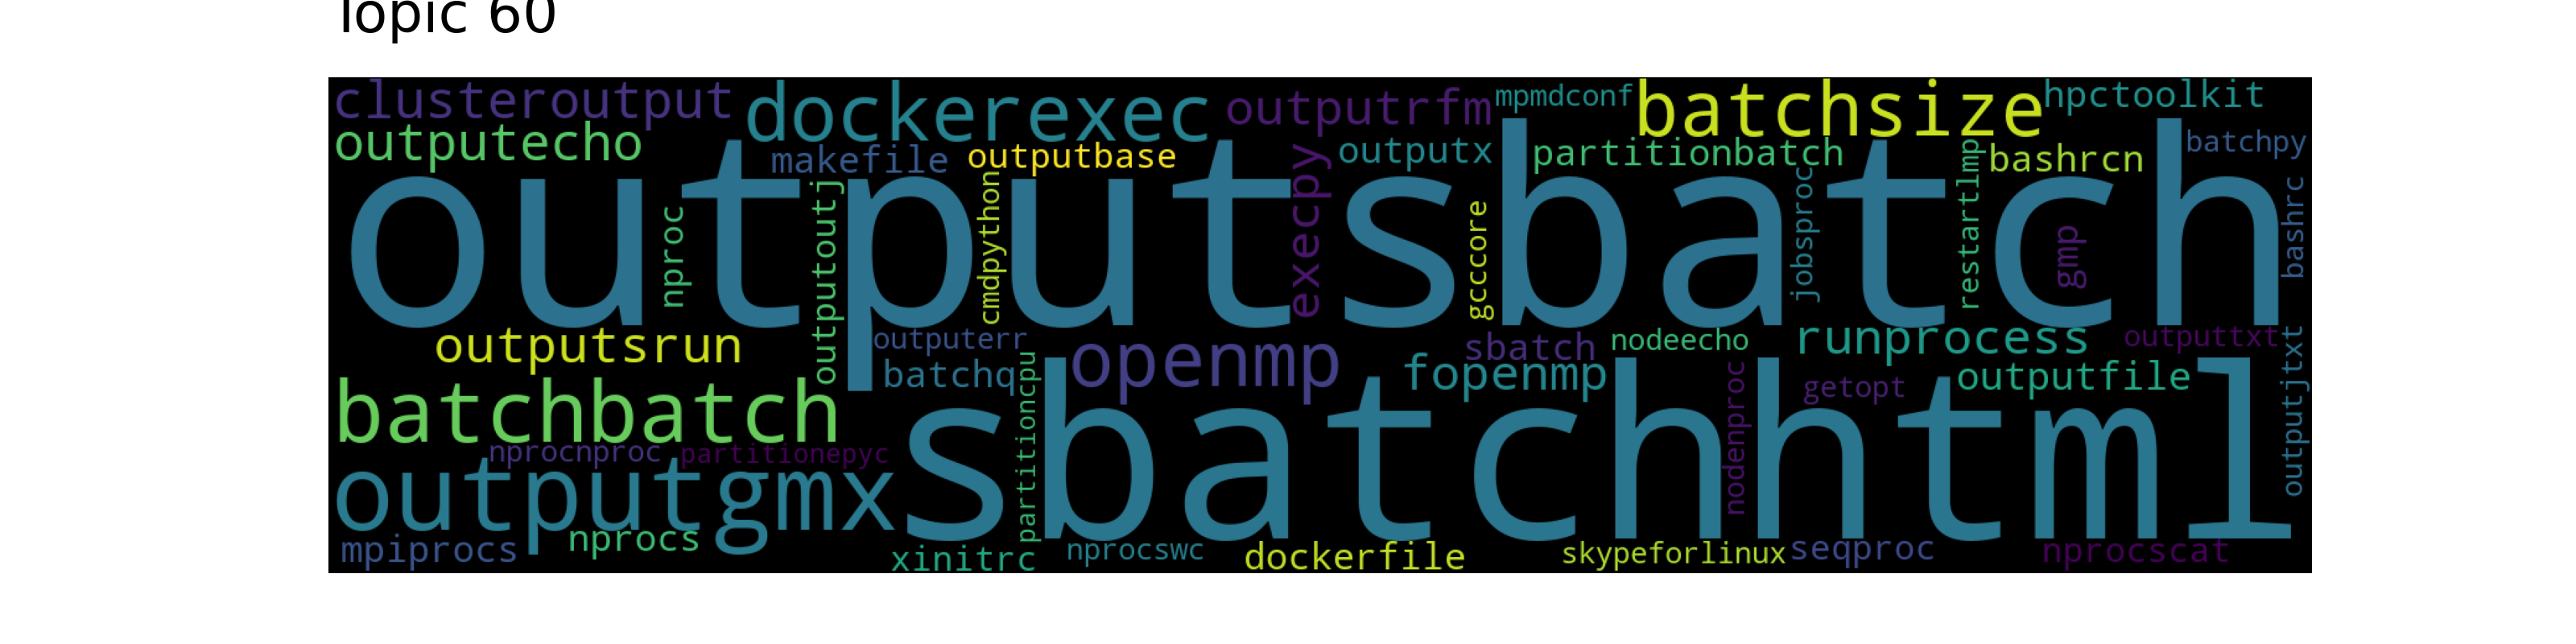 Topic 60
clusteroutput
dockerexec
outputrfm
mpmdconf
batchsize
hpctoolkit
outputecho
makefile
outputbase
outputx
partitionbatch
bashrcn
batchpy
outputsbatch
nproc
outputoutj
cmdpython
execpy
gcccore
jobsproc
restartlmp
gmp
bashrc
outputsrun
outputerr
batchq
openmp
sbatch
fopenmp
nodeecho
runprocess
outputtxt
getopt
outputfile
batchbatch
partitioncpu
sbatchhtml
nodenproc
outputjtxt
nprocnproc
partitionepyc
outputgmx
mpiprocs
nprocs
xinitrc
nprocswc
dockerfile
skypeforlinux
seqproc
nprocscat